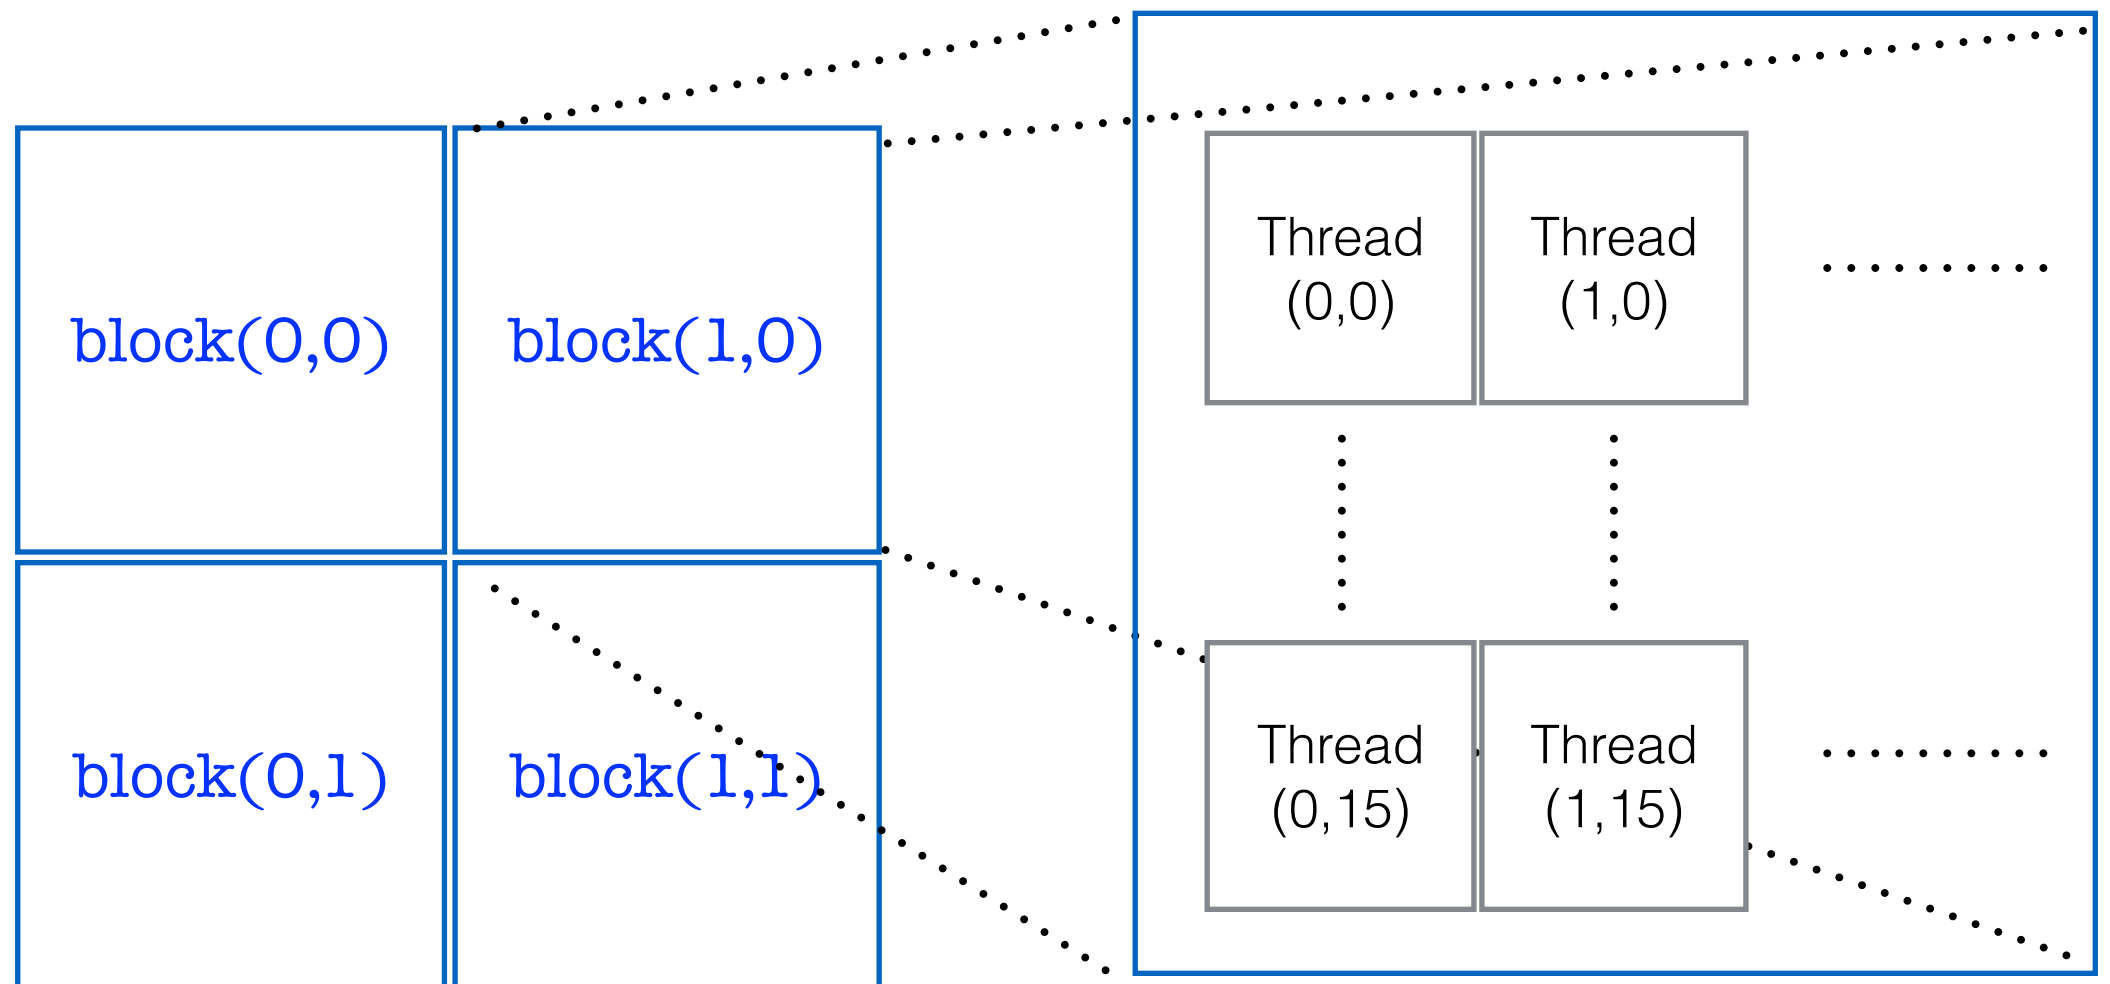 block(0,0)
block(1,0)
block(0,1)
block(1,1)
Thread
(0,0)
Thread
(1,0)
Thread
(0,15)
Thread
(1,15)